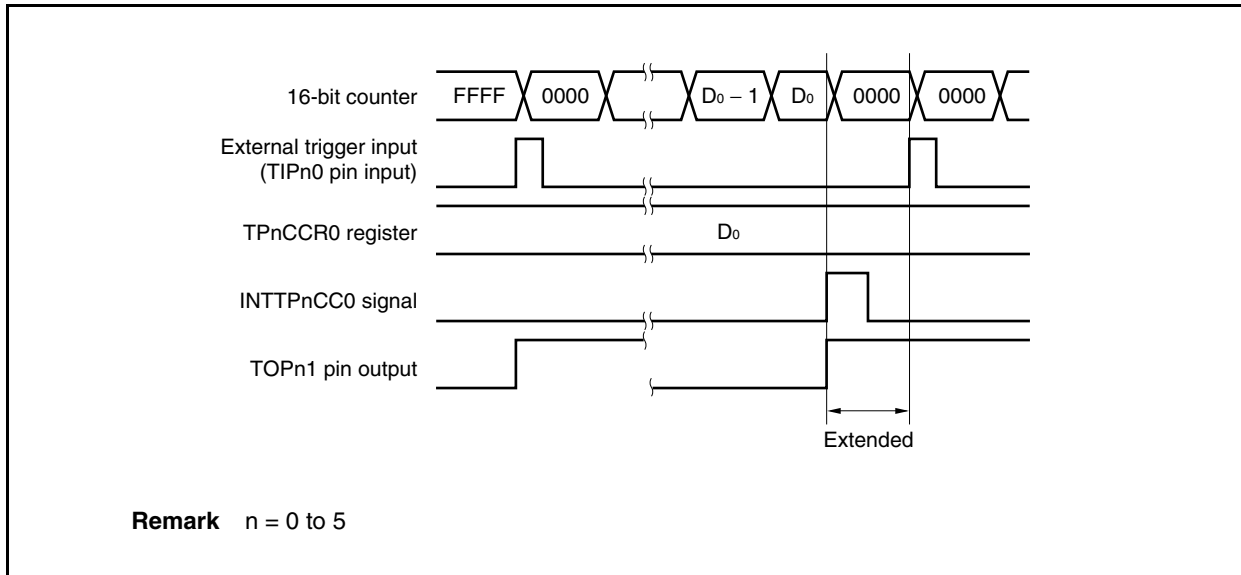 16-bit counter
FFFF 0000 D₀ − 1 D₀ 0000 0000
External trigger input
(TIPn0 pin input)
TPnCCR0 register
D₀
INTTPnCC0 signal
TOPn1 pin output
Extended
Remark n = 0 to 5